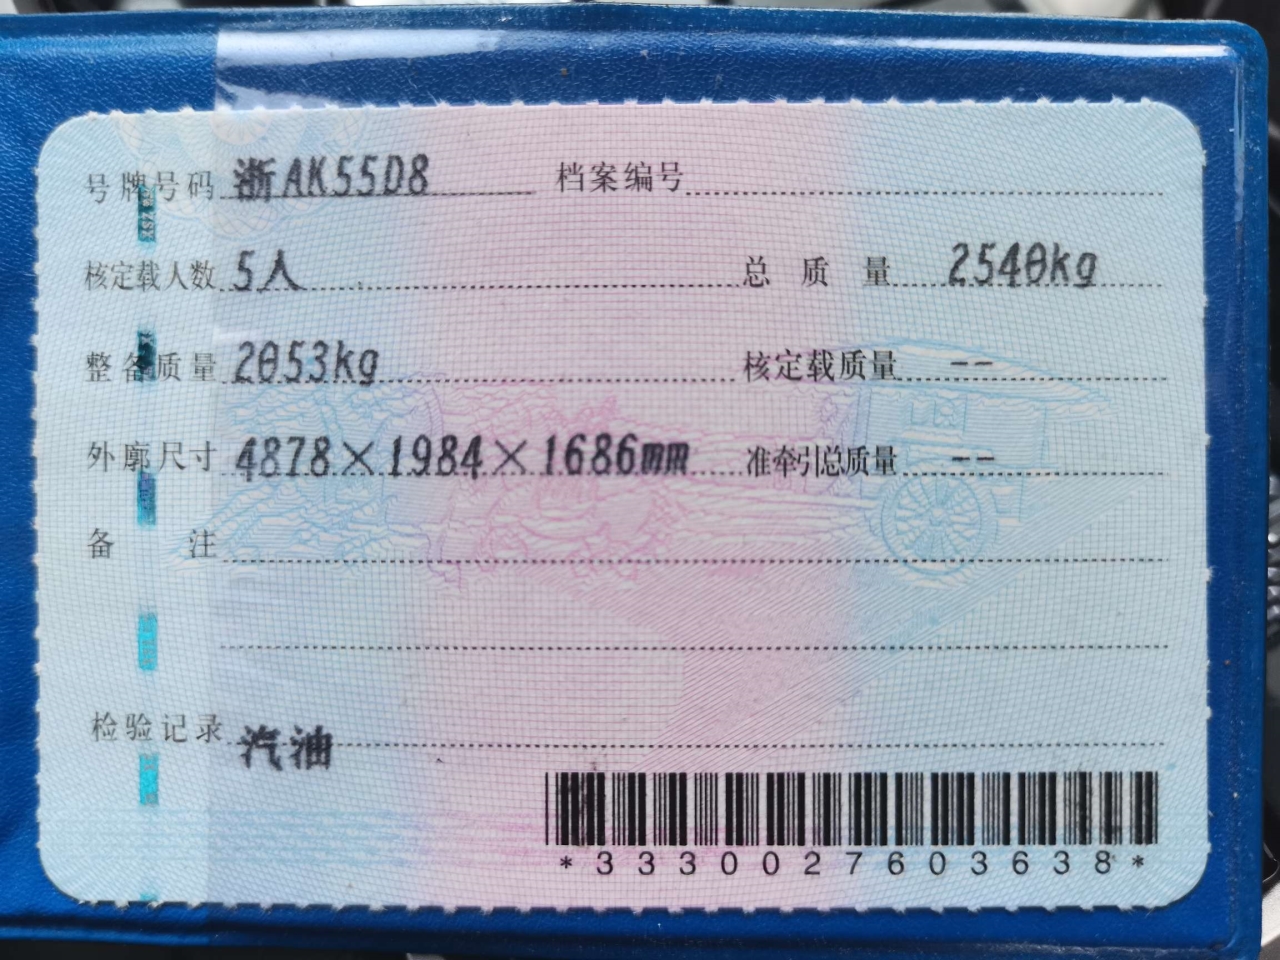 号牌号码 浙AK55D8 档案编号
核定载人数 5人 总质量 2540kg
整备质量 2053kg 核定载质量 --
外廓尺寸 4878×1984×1686mm 准牵引总质量 --
备注
检验记录 汽油
*3330027603638*